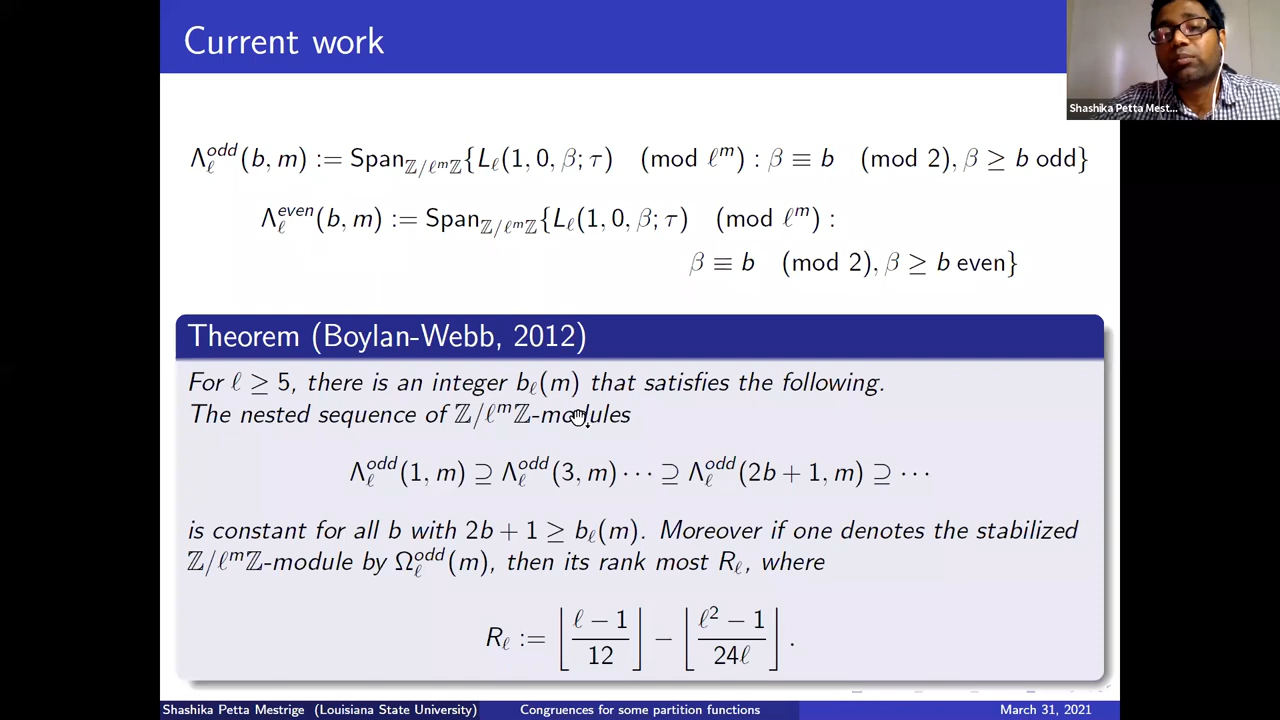 Current work
Shashika Petta Mest...
Λ_ℓ^{odd}(b, m) := Span_{ℤ/ℓ^mℤ}{L_ℓ(1, 0, β; τ) (mod ℓ^m) : β ≡ b (mod 2), β ≥ b odd}
Λ_ℓ^{even}(b, m) := Span_{ℤ/ℓ^mℤ}{L_ℓ(1, 0, β; τ) (mod ℓ^m) :
β ≡ b (mod 2), β ≥ b even}
Theorem (Boylan-Webb, 2012)
For ℓ ≥ 5, there is an integer b_ℓ(m) that satisfies the following.
The nested sequence of ℤ/ℓ^mℤ-modules
Λ_ℓ^{odd}(1, m) ⊇ Λ_ℓ^{odd}(3, m) ⋯ ⊇ Λ_ℓ^{odd}(2b + 1, m) ⊇ ⋯
is constant for all b with 2b + 1 ≥ b_ℓ(m). Moreover if one denotes the stabilized
ℤ/ℓ^mℤ-module by Ω_ℓ^{odd}(m), then its rank most R_ℓ, where
R_ℓ := ⌊(ℓ − 1)/12⌋ − ⌊(ℓ² − 1)/24ℓ⌋.
Shashika Petta Mestrige (Louisiana State University) Congruences for some partition functions March 31, 2021